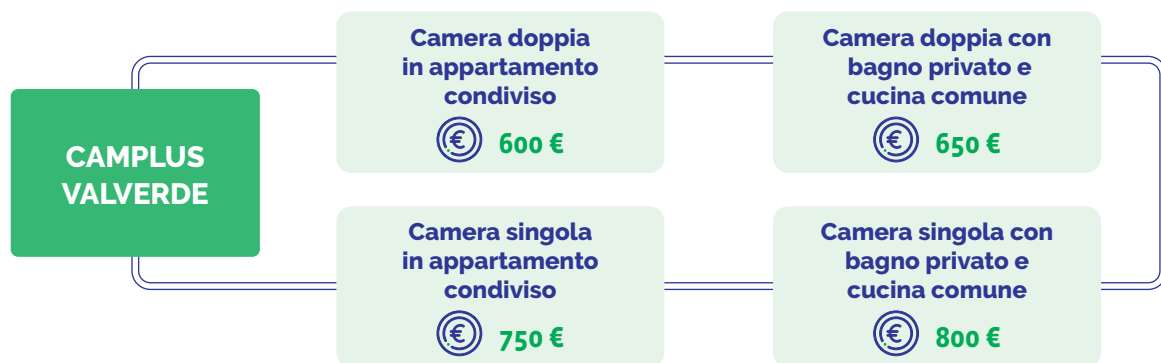 CAMPLUS
VALVERDE
Camera doppia
in appartamento
condiviso
€ 600 €
Camera doppia con
bagno privato e
cucina comune
€ 650 €
Camera singola
in appartamento
condiviso
€ 750 €
Camera singola con
bagno privato e
cucina comune
€ 800 €